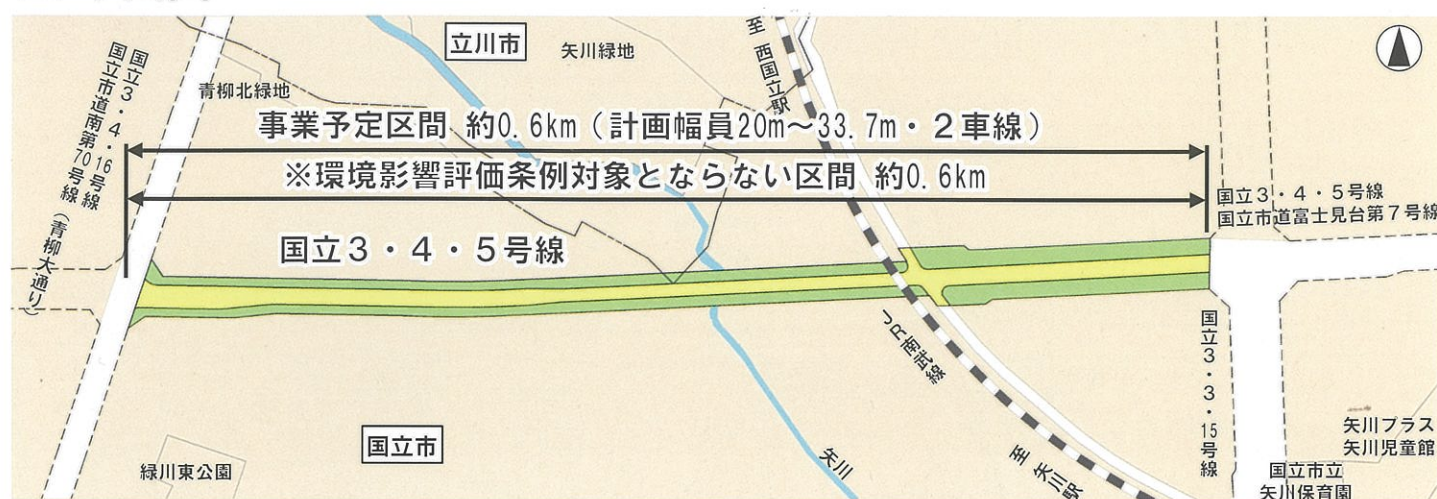 立川市
矢川緑地
至 西国立駅
国立3・4・16号線
国立市道南第70号線
（青柳大通り）
青柳北緑地
事業予定区間 約0.6km（計画幅員20m～33.7m・2車線）
※環境影響評価条例対象とならない区間 約0.6km
国立3・4・5号線
国立市道富士見台第7号線
国立3・4・5号線
JR南武線
国立3・3・15号線
国立市
緑川東公園
矢川
至 矢川駅
矢川プラス
矢川児童館
国立市立
矢川保育園